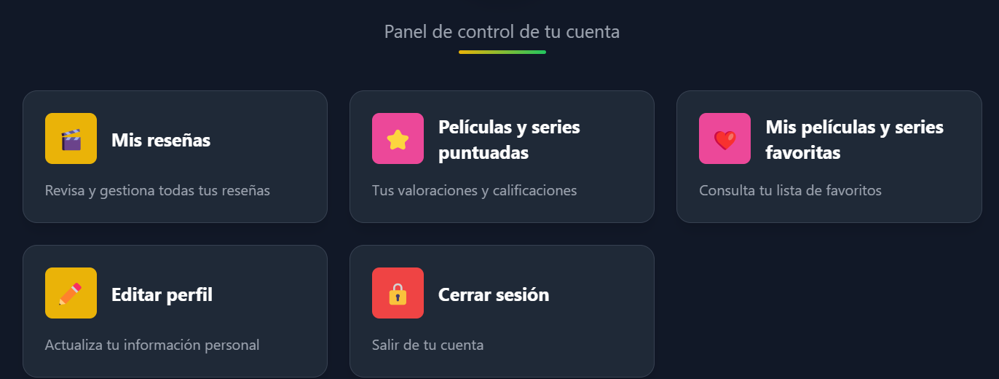 Panel de control de tu cuenta
Mis reseñas
Revisa y gestiona todas tus reseñas
Películas y series
puntuadas
Tus valoraciones y calificaciones
Mis películas y series
favoritas
Consulta tu lista de favoritos
Editar perfil
Actualiza tu información personal
Cerrar sesión
Salir de tu cuenta